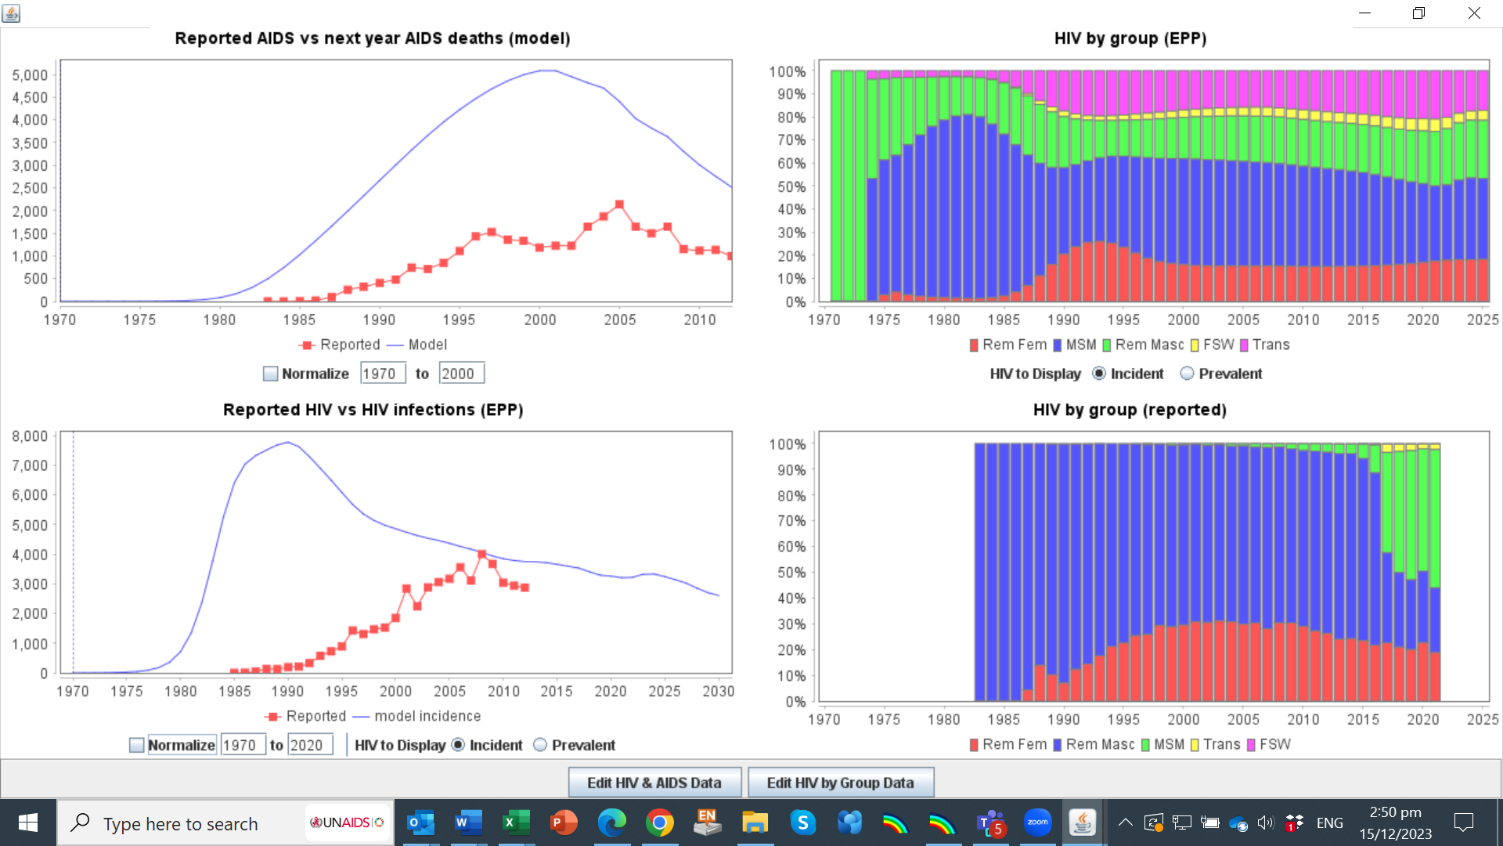 Reported AIDS vs next year AIDS deaths (model)
5,000
4,500
4,000
3,500
3,000
2,500
2,000
1,500
1,000
500
0
1970 1975 1980 1985 1990 1995 2000 2005 2010
Reported Model
Normalize 1970 to 2000
HIV by group (EPP)
100%
90%
80%
70%
60%
50%
40%
30%
20%
10%
0%
1970 1975 1980 1985 1990 1995 2000 2005 2010 2015 2020 2025
Rem Fem MSM Rem Masc FSW Trans
HIV to Display Incident Prevalent
Reported HIV vs HIV infections (EPP)
8,000
7,000
6,000
5,000
4,000
3,000
2,000
1,000
0
1970 1975 1980 1985 1990 1995 2000 2005 2010 2015 2020 2025 2030
Reported model incidence
Normalize 1970 to 2020 HIV to Display Incident Prevalent
HIV by group (reported)
100%
90%
80%
70%
60%
50%
40%
30%
20%
10%
0%
1970 1975 1980 1985 1990 1995 2000 2005 2010 2015 2020 2025
Rem Fem Rem Masc MSM Trans FSW
Edit HIV & AIDS Data Edit HIV by Group Data
Type here to search UNAIDS EN 5 zoom 1 ENG 2:50 pm
15/12/2023